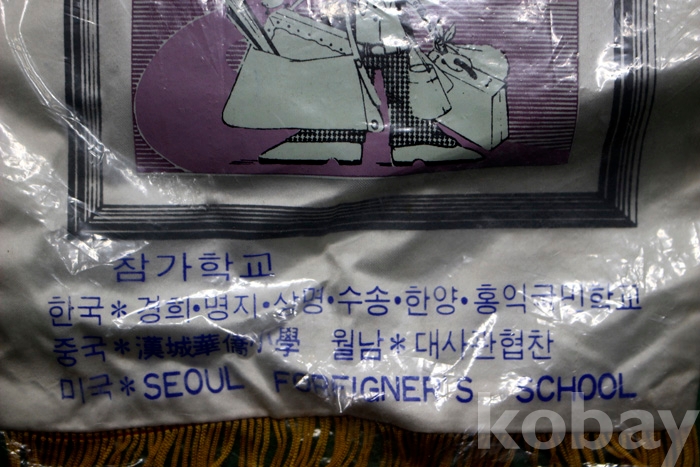 참가학교
한국*경희·명지·상명·수송·한양·홍익국민학교
중국*漢城華僑小學 월남*대사관협찬
미국*SEOUL FOREIGNER'S SCHOOL
kobay